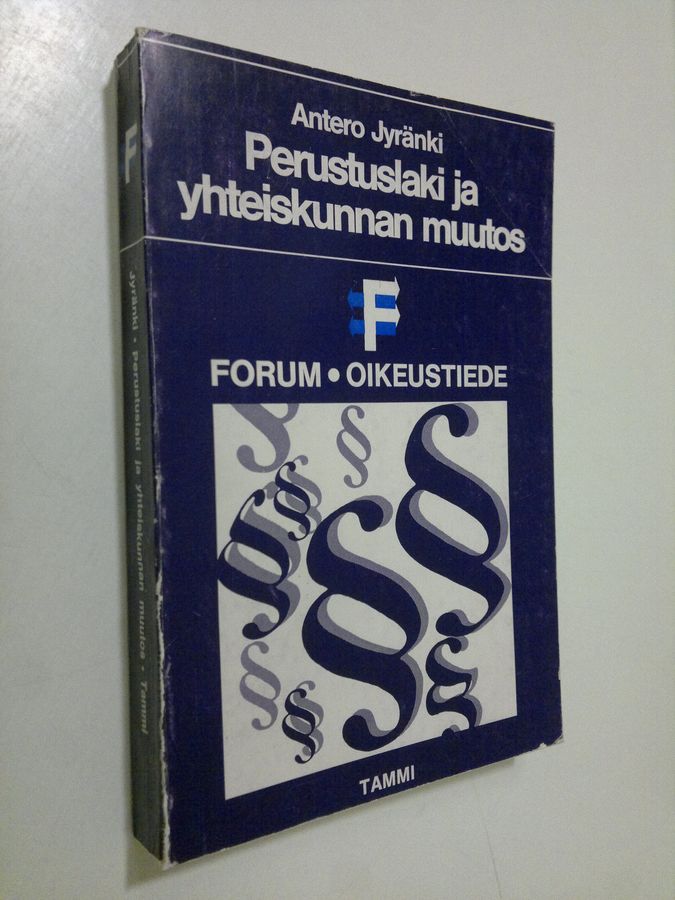 Antero Jyränki
Perustuslaki ja
yhteiskunnan muutos
F
FORUM • OIKEUSTIEDE
§ § § § § § § § §
TAMMI
F
Jyränki • Perustuslaki ja yhteiskunnan muutos • Tammi